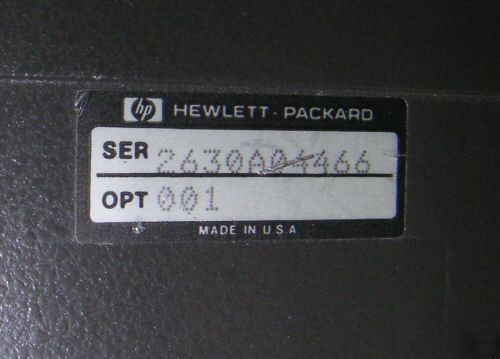 hp HEWLETT·PACKARD
SER 2630A04466
OPT 001
MADE IN U.S.A